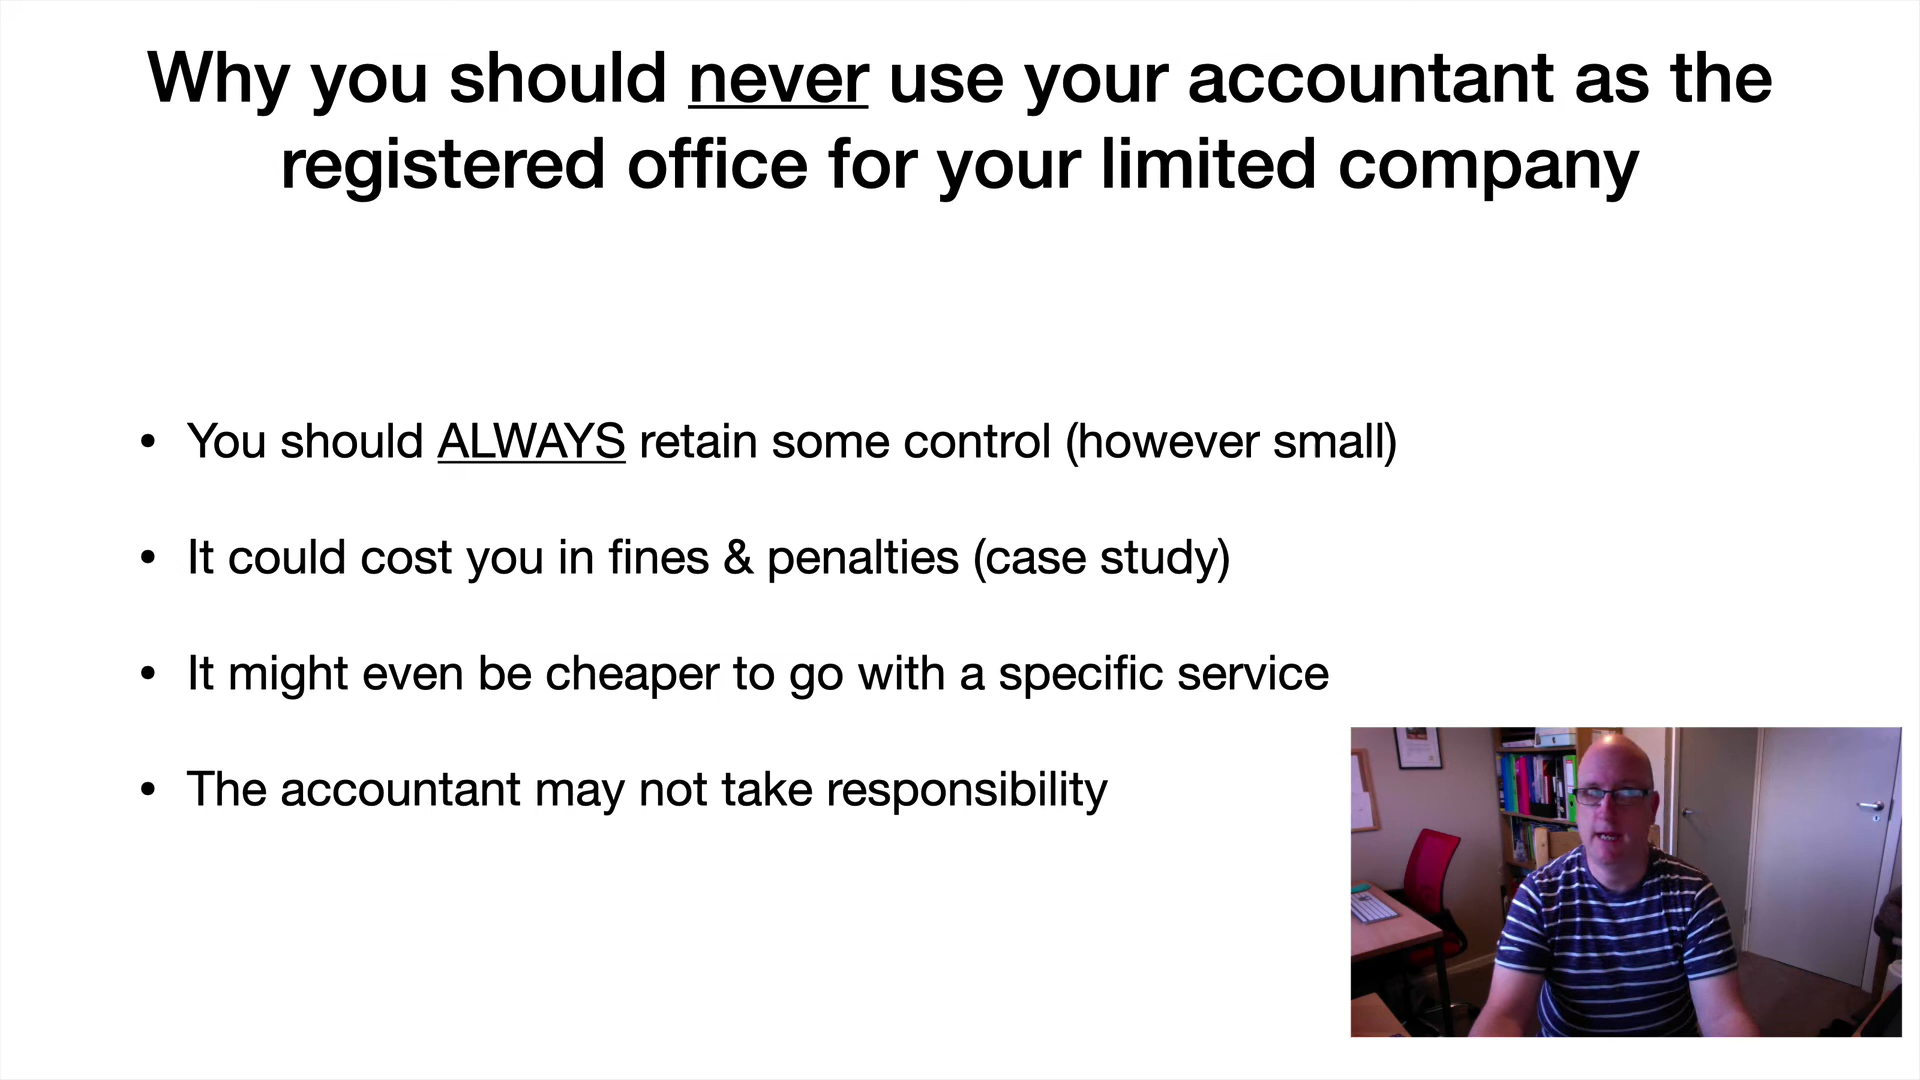 Why you should never use your accountant as the
registered office for your limited company
• You should ALWAYS retain some control (however small)
• It could cost you in fines & penalties (case study)
• It might even be cheaper to go with a specific service
• The accountant may not take responsibility